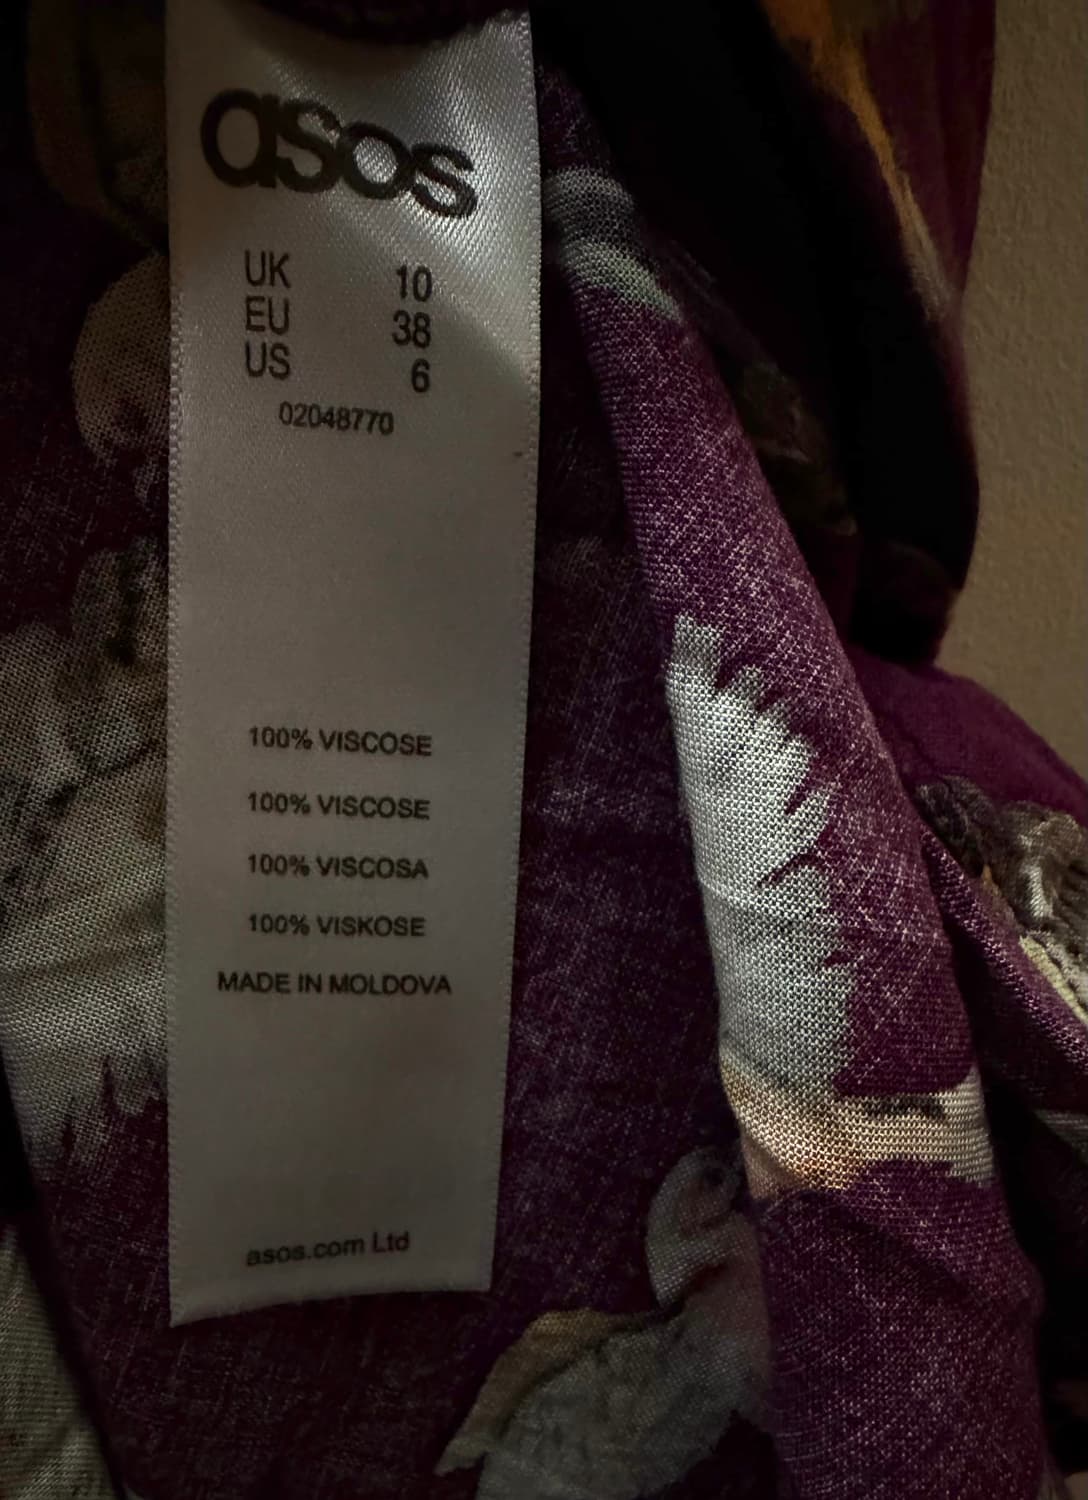 asos
UK 10
EU 38
US 6
02048770
100% VISCOSE
100% VISCOSE
100% VISCOSA
100% VISKOSE
MADE IN MOLDOVA
asos.com Ltd